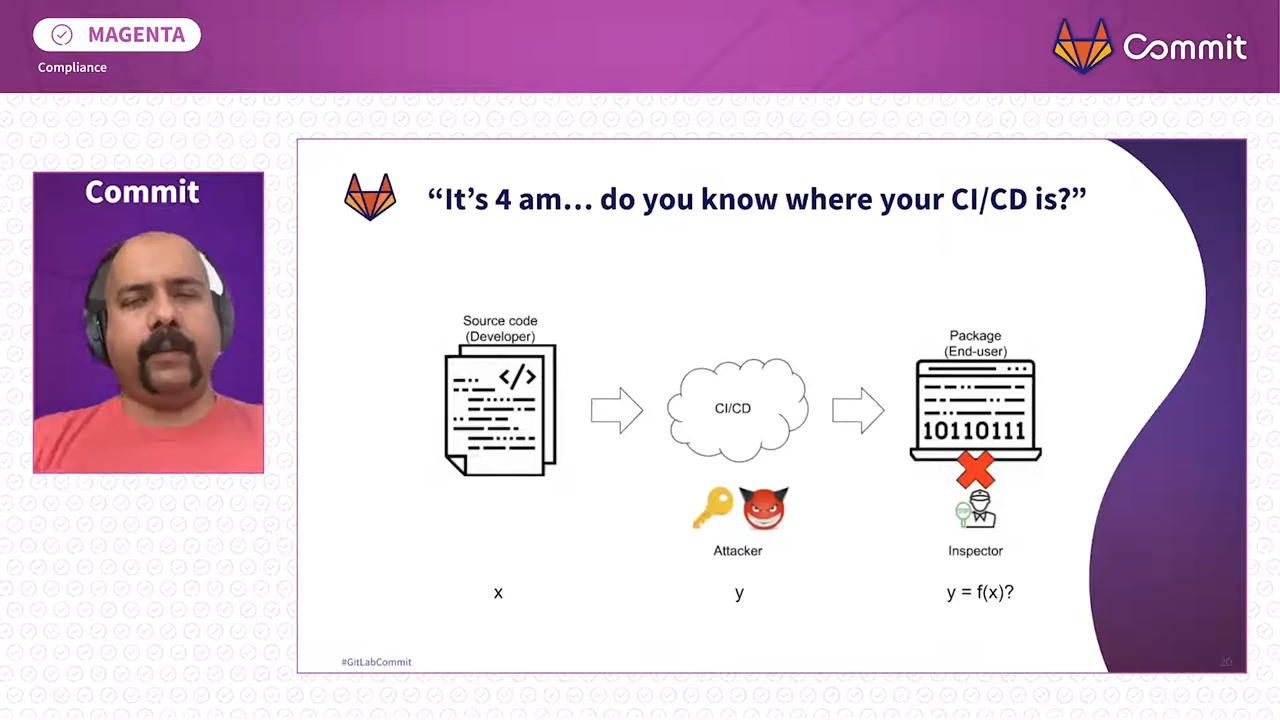 MAGENTA
Compliance
Commit
Commit
“It’s 4 am... do you know where your CI/CD is?”
Source code
(Developer)
</>
CI/CD
Package
(End-user)
10110111
Attacker
Inspector
x
y
y = f(x)?
#GitLabCommit
20